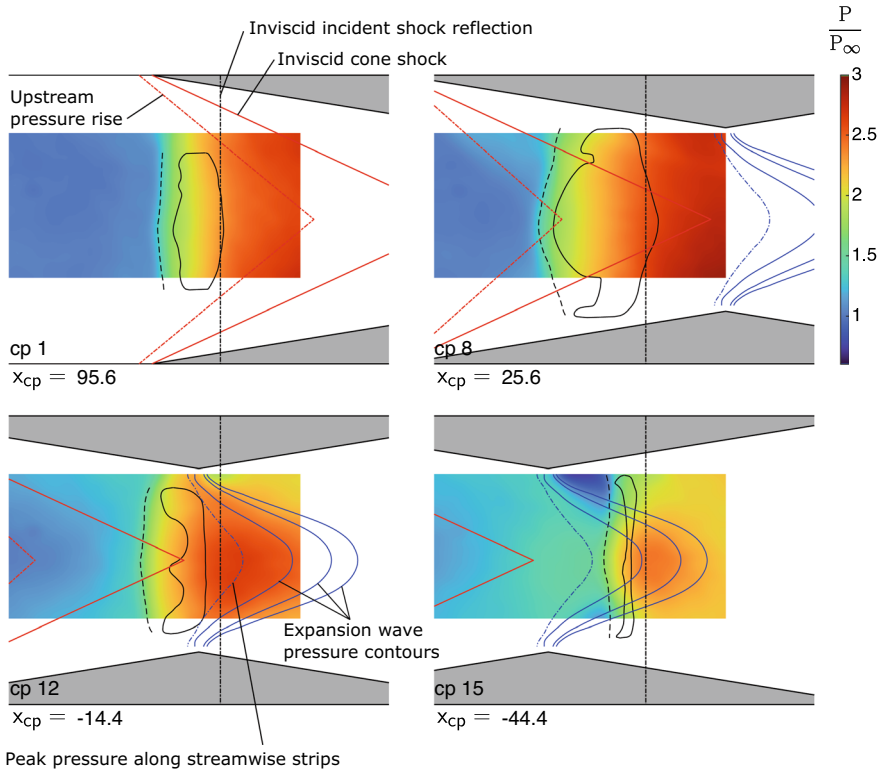 Inviscid incident shock reflection
Inviscid cone shock
Upstream
pressure rise
P
P∞
3
2.5
2
1.5
1
cp 1
x_cp = 95.6
cp 8
x_cp = 25.6
Expansion wave
pressure contours
cp 12
x_cp = -14.4
cp 15
x_cp = -44.4
Peak pressure along streamwise strips